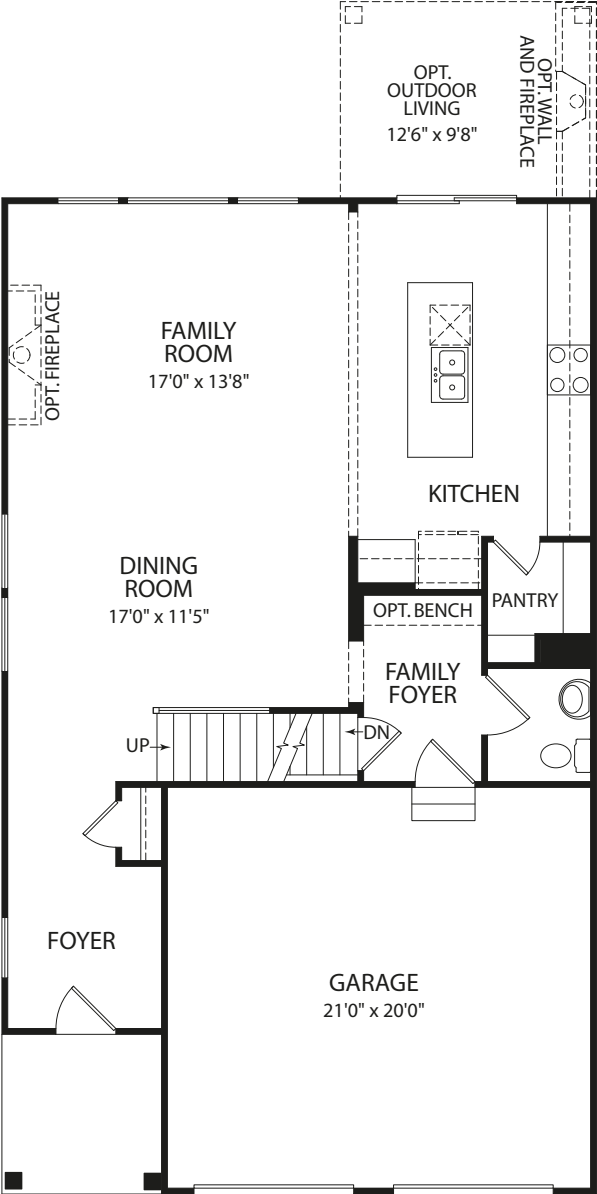 OPT.
OUTDOOR
LIVING
12'6" x 9'8"
OPT. WALL
AND FIREPLACE
OPT. FIREPLACE
FAMILY
ROOM
17'0" x 13'8"
KITCHEN
DINING
ROOM
17'0" x 11'5"
PANTRY
OPT. BENCH
FAMILY
FOYER
UP
DN
FOYER
GARAGE
21'0" x 20'0"